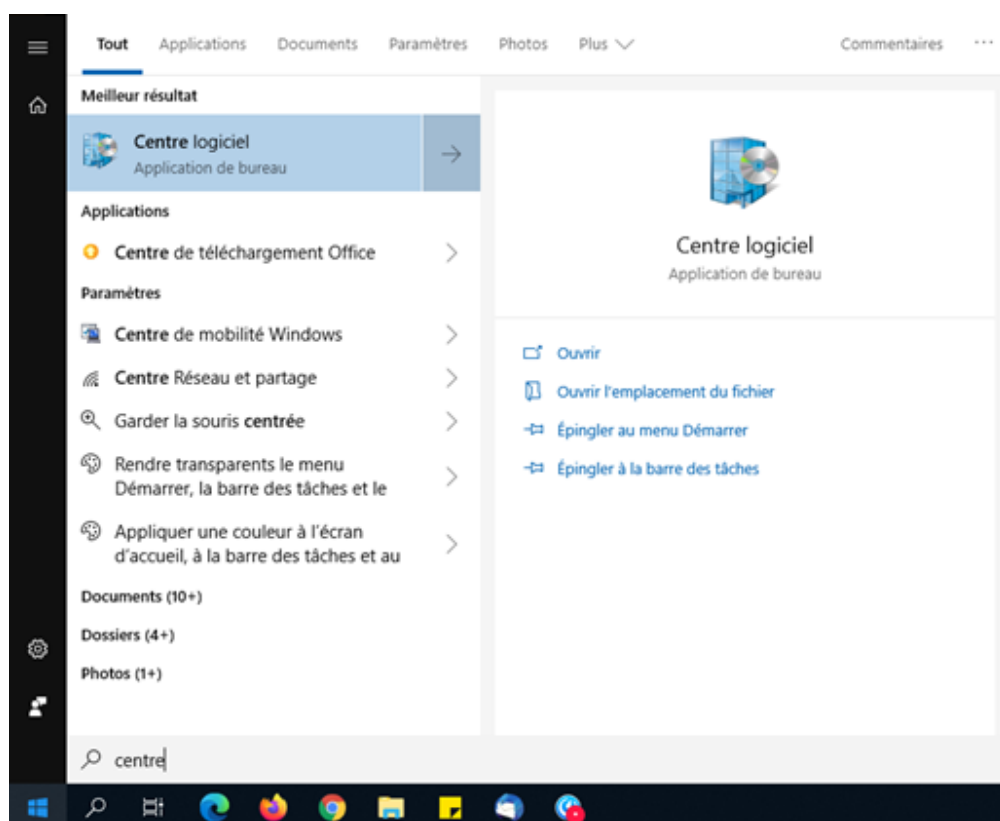 Tout Applications Documents Paramètres Photos Plus Commentaires ...
Meilleur résultat
Centre logiciel
Application de bureau
Applications
Centre de téléchargement Office
Paramètres
Centre de mobilité Windows
Centre Réseau et partage
Garder la souris centrée
Rendre transparents le menu
Démarrer, la barre des tâches et le
Appliquer une couleur à l'écran
d'accueil, à la barre des tâches et au
Documents (10+)
Dossiers (4+)
Photos (1+)
Centre logiciel
Application de bureau
Ouvrir
Ouvrir l'emplacement du fichier
Épingler au menu Démarrer
Épingler à la barre des tâches
centre